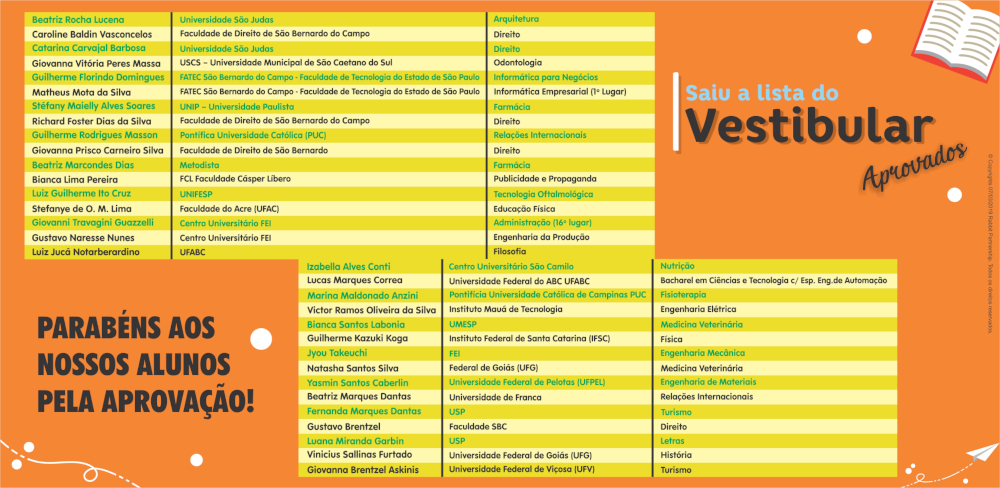 Beatriz Rocha Lucena Universidade São Judas Arquitetura
Caroline Baldin Vasconcelos Faculdade de Direito de São Bernardo do Campo Direito
Catarina Carvajal Barbosa Universidade São Judas Direito
Giovanna Vitória Peres Massa USCS – Universidade Municipal de São Caetano do Sul Odontologia
Guilherme Florindo Domingues FATEC São Bernardo do Campo - Faculdade de Tecnologia do Estado de São Paulo Informática para Negócios
Matheus Mota da Silva FATEC São Bernardo do Campo - Faculdade de Tecnologia do Estado de São Paulo Informática Empresarial (1º Lugar)
Stéfany Maielly Alves Soares UNIP – Universidade Paulista Farmácia
Richard Foster Dias da Silva Faculdade de Direito de São Bernardo do Campo Direito
Guilherme Rodrigues Masson Pontífica Universidade Católica (PUC) Relações Internacionais
Giovanna Prisco Carneiro Silva Faculdade de Direito de São Bernardo Direito
Beatriz Marcondes Dias Metodista Farmácia
Bianca Lima Pereira FCL Faculdade Cásper Líbero Publicidade e Propaganda
Luiz Guilherme Ito Cruz UNIFESP Tecnologia Oftalmológica
Stefanye de O. M. Lima Faculdade do Acre (UFAC) Educação Física
Giovanni Travagini Guazzelli Centro Universitário FEI Administração (16º lugar)
Gustavo Naresse Nunes Centro Universitário FEI Engenharia da Produção
Luiz Jucá Notarberardino UFABC Filosofia
Saiu a lista do
Vestibular
Aprovados
Izabella Alves Conti Centro Universitário São Camilo Nutrição
Lucas Marques Correa Universidade Federal do ABC UFABC Bacharel em Ciências e Tecnologia c/ Esp. Eng.de Automação
Marina Maldonado Anzini Pontifícia Universidade Católica de Campinas PUC Fisioterapia
Victor Ramos Oliveira da Silva Instituto Mauá de Tecnologia Engenharia Elétrica
Bianca Santos Labonia UMESP Medicina Veterinária
Guilherme Kazuki Koga Instituto Federal de Santa Catarina (IFSC) Física
Jyou Takeuchi FEI Engenharia Mecânica
Natasha Santos Silva Federal de Goiás (UFG) Medicina Veterinária
Yasmin Santos Caberlin Universidade Federal de Pelotas (UFPEL) Engenharia de Materiais
Beatriz Marques Dantas Universidade de Franca Relações Internacionais
Fernanda Marques Dantas USP Turismo
Gustavo Brentzel Faculdade SBC Direito
Luana Miranda Garbin USP Letras
Vinicius Sallinas Furtado Universidade Federal de Goiás (UFG) História
Giovanna Brentzel Askinis Universidade Federal de Viçosa (UFV) Turismo
PARABÉNS AOS
NOSSOS ALUNOS
PELA APROVAÇÃO!